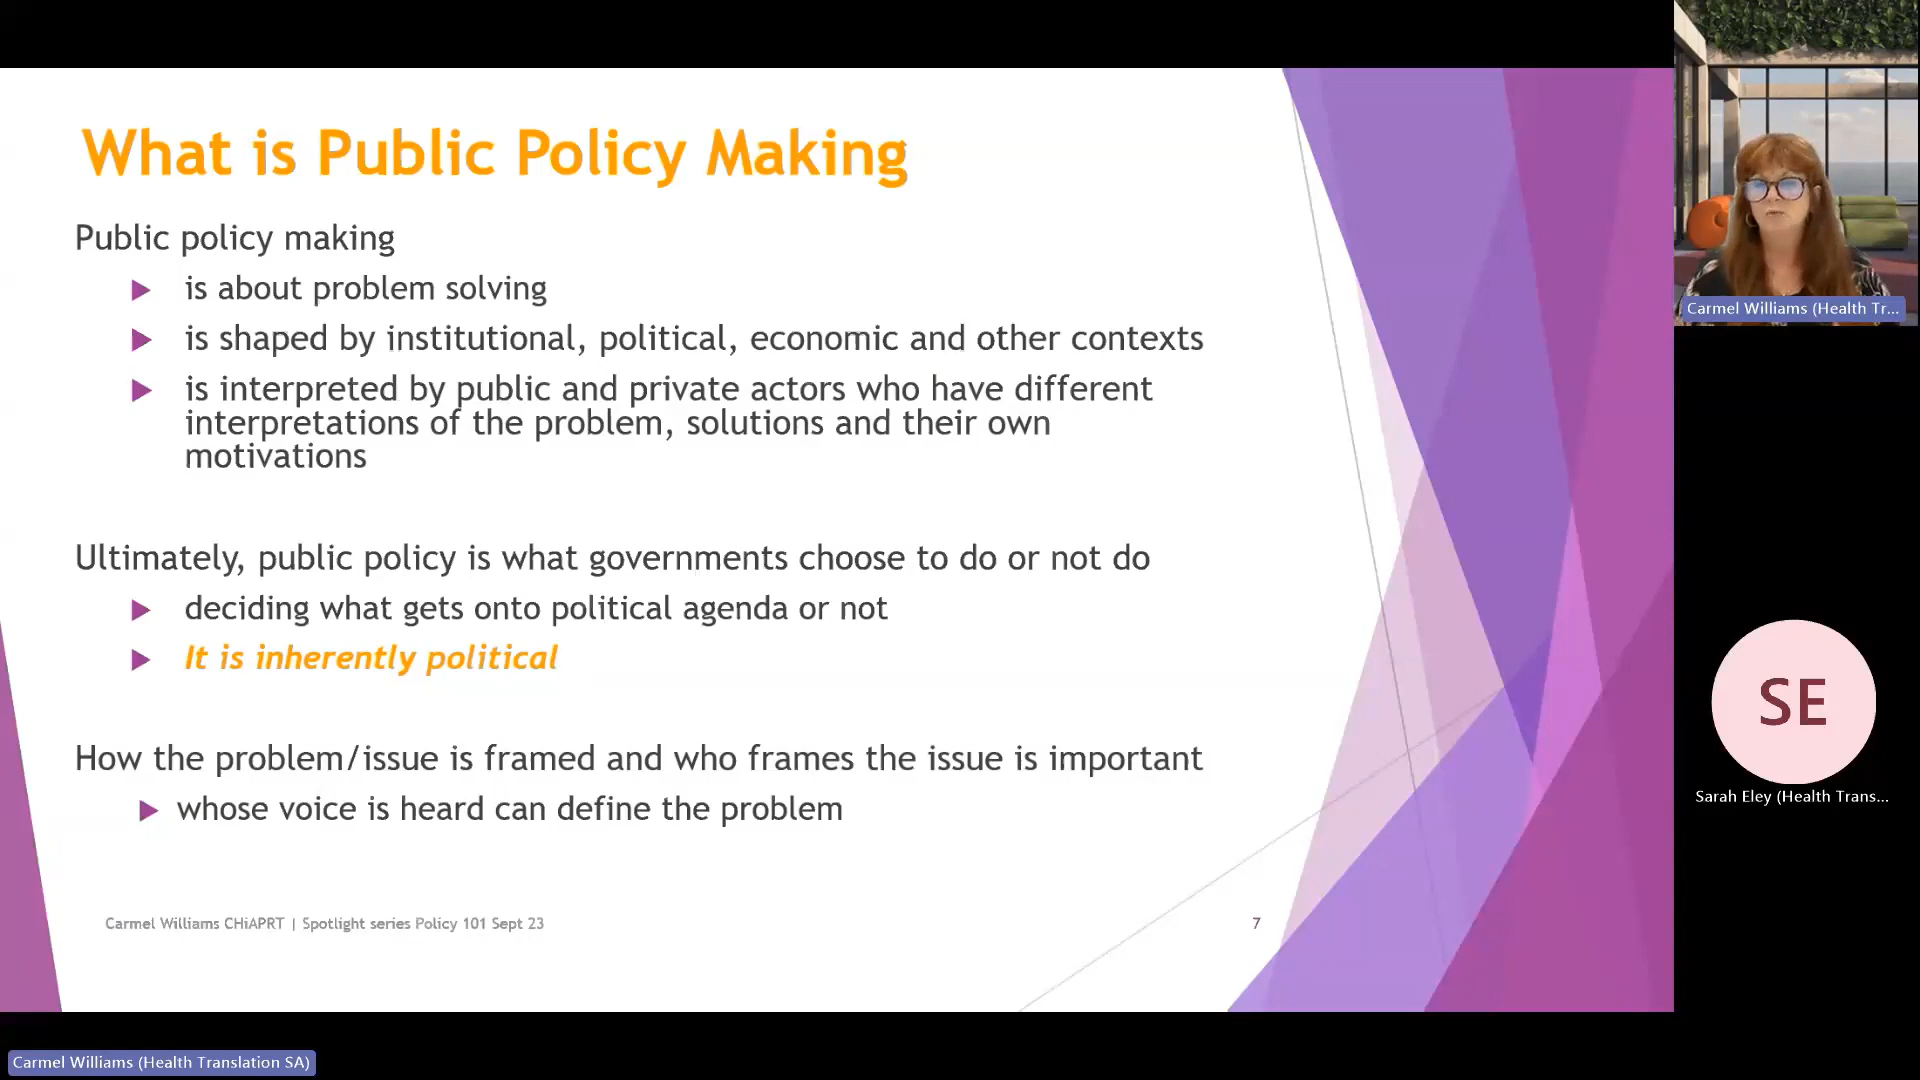 What is Public Policy Making
Public policy making
is about problem solving
is shaped by institutional, political, economic and other contexts
is interpreted by public and private actors who have different
interpretations of the problem, solutions and their own
motivations
Ultimately, public policy is what governments choose to do or not do
deciding what gets onto political agenda or not
It is inherently political
How the problem/issue is framed and who frames the issue is important
whose voice is heard can define the problem
Carmel Williams CHiAPRT | Spotlight series Policy 101 Sept 23
7
Carmel Williams (Health Tr...
SE
Sarah Eley (Health Trans...
Carmel Williams (Health Translation SA)